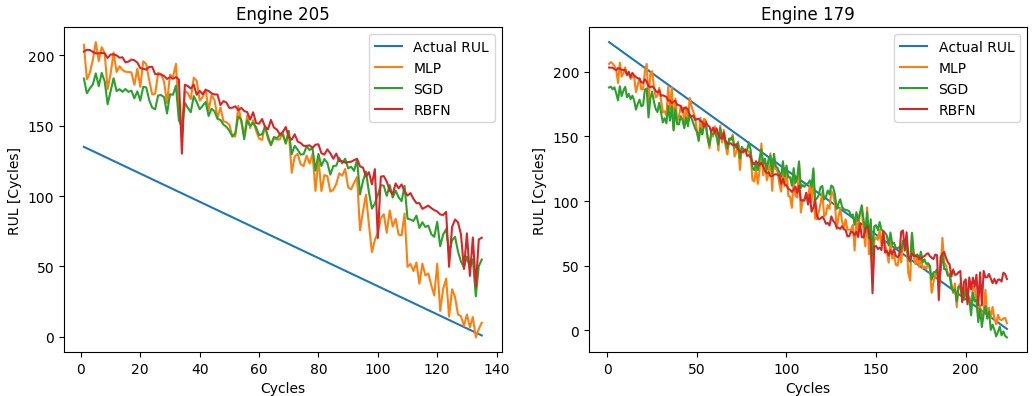 Engine 205
RUL [Cycles]
200
150
100
50
0
Actual RUL
MLP
SGD
RBFN
0 20 40 60 80 100 120 140
Cycles
Engine 179
RUL [Cycles]
200
150
100
50
0
Actual RUL
MLP
SGD
RBFN
0 50 100 150 200
Cycles